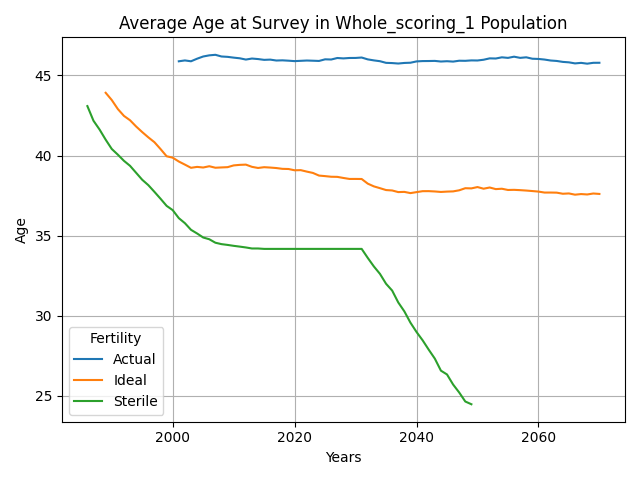 Average Age at Survey in Whole_scoring_1 Population
45
40
35
30
25
Age
Fertility
Actual
Ideal
Sterile
2000 2020 2040 2060
Years